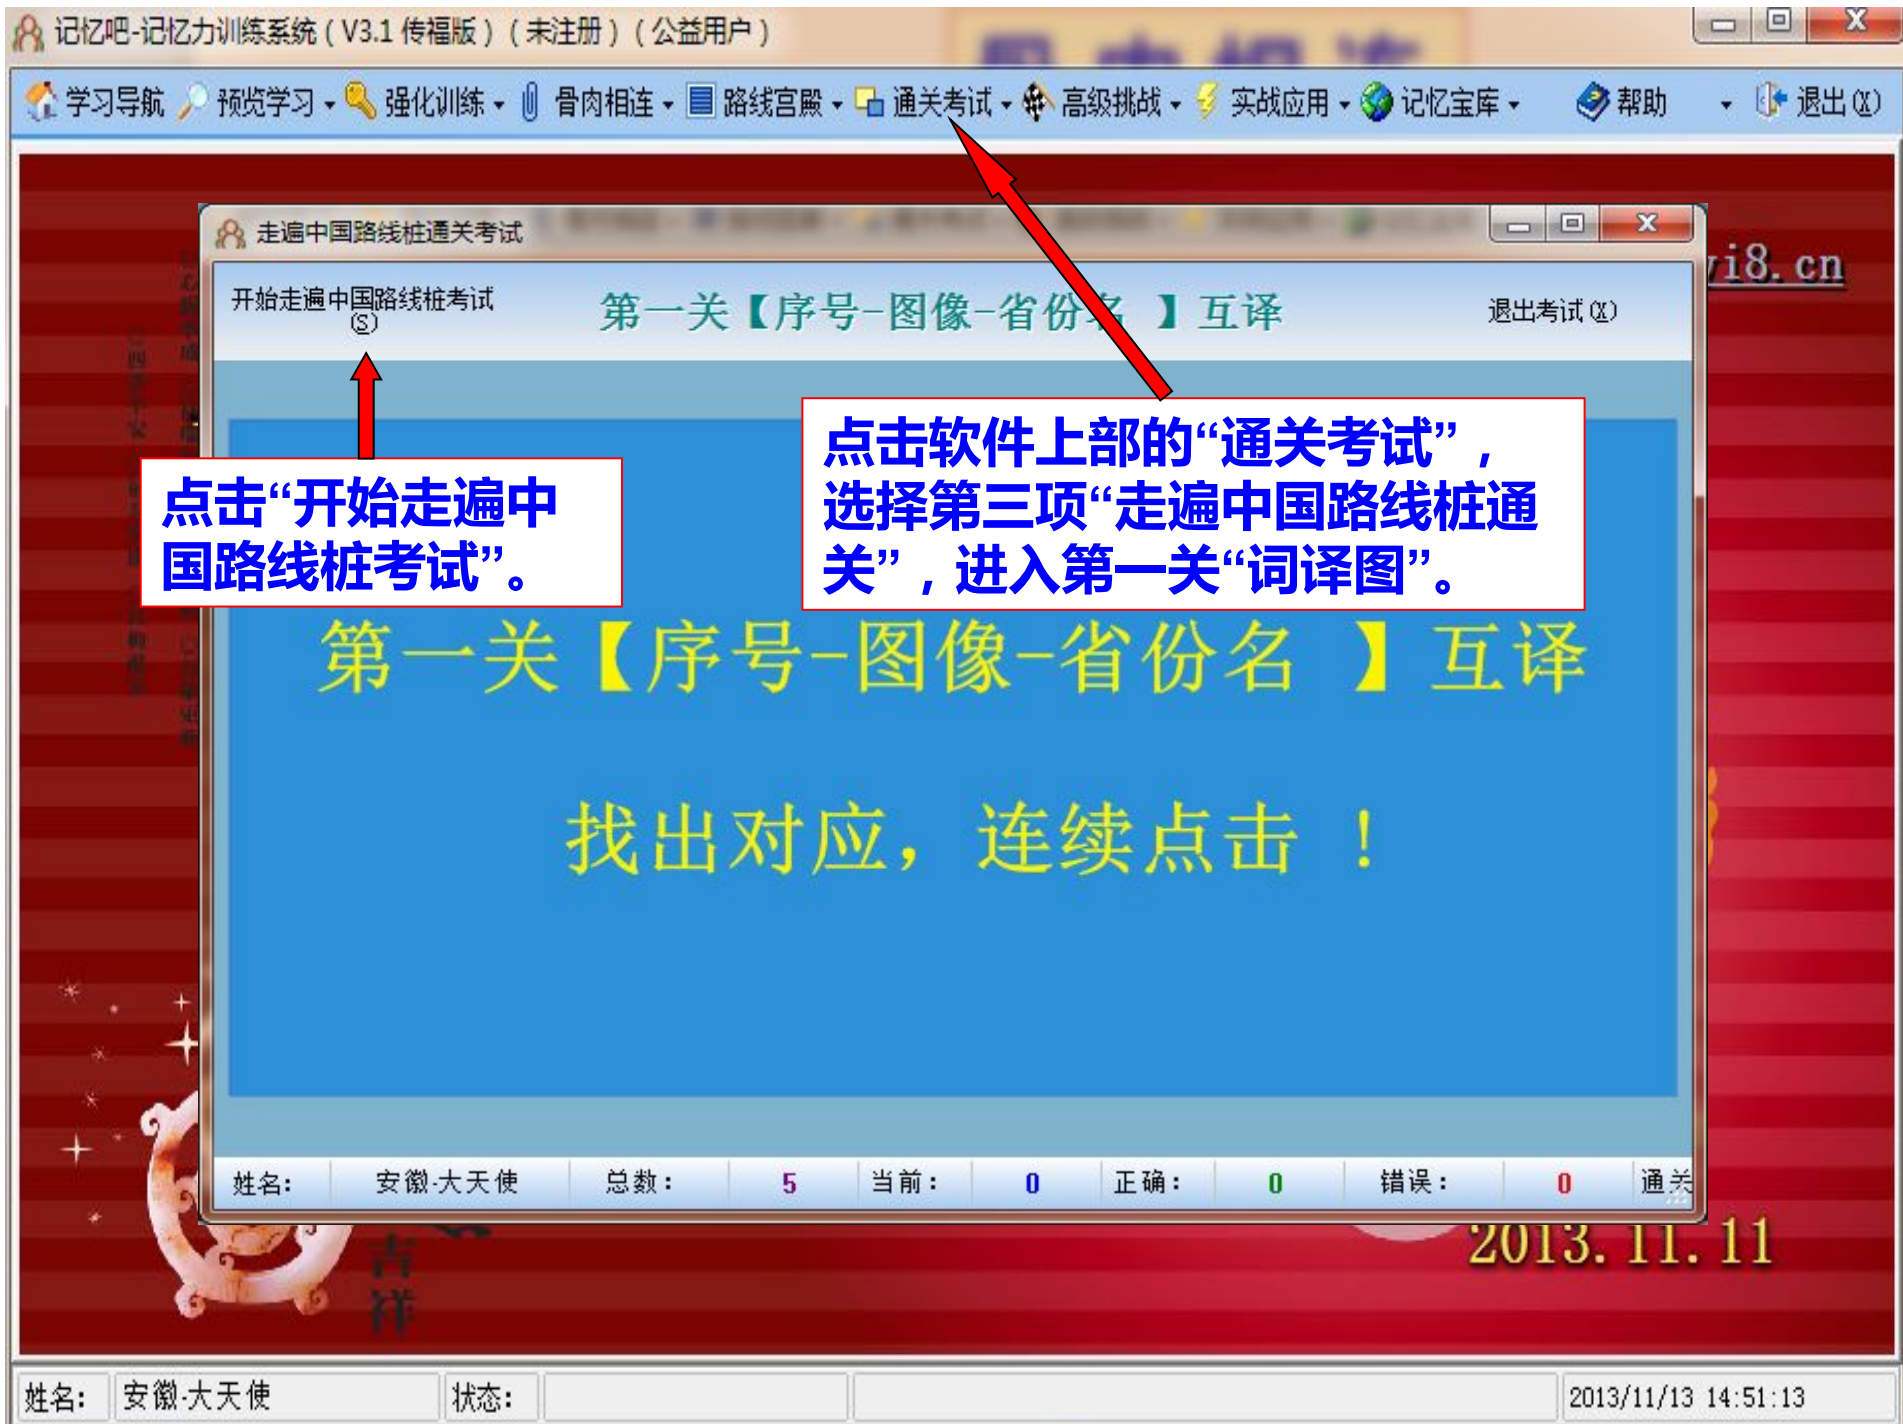 记忆吧-记忆力训练系统（V3.1 传福版）（未注册）（公益用户）
学习导航 预览学习 强化训练 骨肉相连 路线宫殿 通关考试 高级挑战 实战应用 记忆宝库 帮助 退出(X)
走遍中国路线桩通关考试
yi8.cn
开始走遍中国路线桩考试
(S)
第一关【序号-图像-省份名 】互译
退出考试(X)
点击软件上部的“通关考试”，
选择第三项“走遍中国路线桩通
关”，进入第一关“词译图”。
点击“开始走遍中
国路线桩考试”。
第一关【序号-图像-省份名 】互译
找出对应，连续点击 ！
姓名: 安徽-大天使 总数: 5 当前: 0 正确: 0 错误: 0 通关
2013.11.11
吉
祥
姓名: 安徽-大天使 状态: 2013/11/13 14:51:13